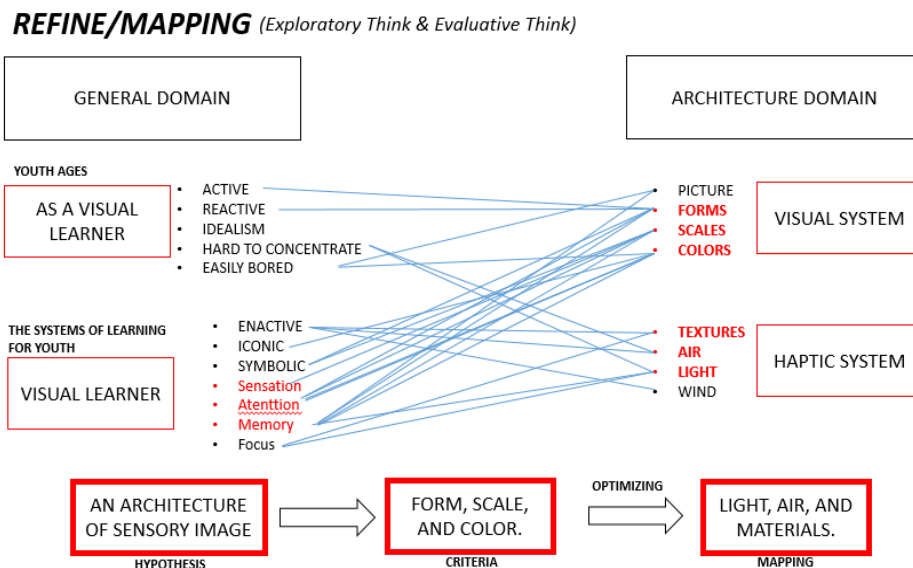 REFINE/MAPPING (Exploratory Think & Evaluative Think)
GENERAL DOMAIN
ARCHITECTURE DOMAIN
YOUTH AGES
AS A VISUAL
LEARNER
• ACTIVE
• REACTIVE
• IDEALISM
• HARD TO CONCENTRATE
• EASILY BORED
• PICTURE
• FORMS
• SCALES
• COLORS
VISUAL SYSTEM
THE SYSTEMS OF LEARNING
FOR YOUTH
VISUAL LEARNER
• ENACTIVE
• ICONIC
• SYMBOLIC
• Sensation
• Atenttion
• Memory
• Focus
• TEXTURES
• AIR
• LIGHT
• WIND
HAPTIC SYSTEM
AN ARCHITECTURE
OF SENSORY IMAGE
HYPOTHESIS
FORM, SCALE,
AND COLOR.
CRITERIA
OPTIMIZING
LIGHT, AIR, AND
MATERIALS.
MAPPING